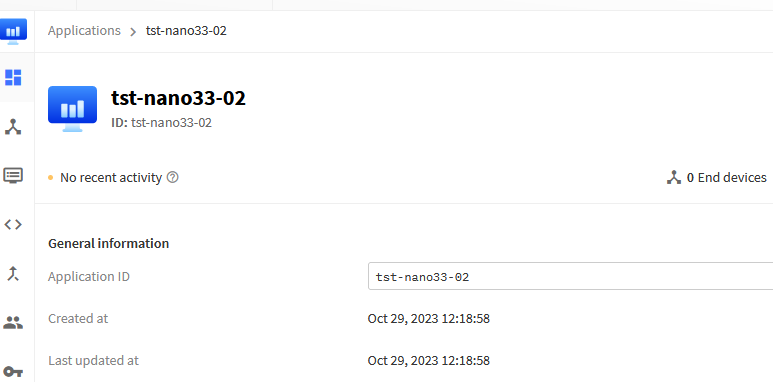 Applications > tst-nano33-02
tst-nano33-02
ID: tst-nano33-02
No recent activity
0 End devices
General information
Application ID tst-nano33-02
Created at Oct 29, 2023 12:18:58
Last updated at Oct 29, 2023 12:18:58